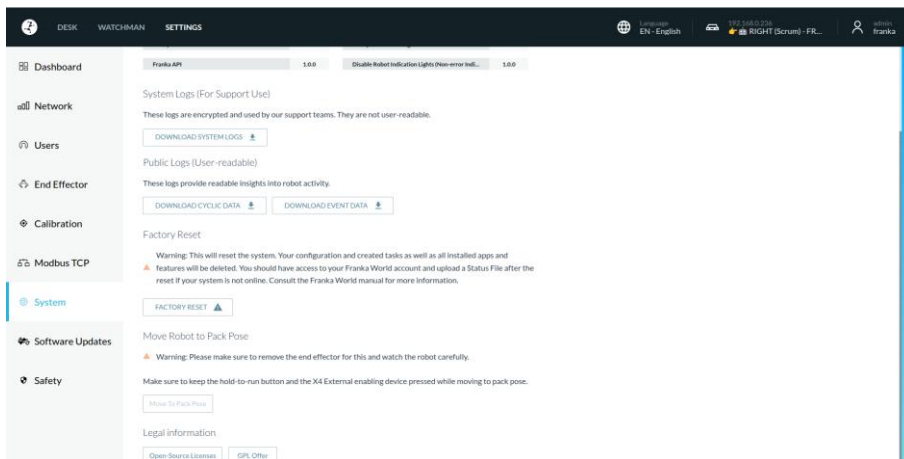 DESK WATCHMAN SETTINGS
Language
EN - English
192.168.0.236
RIGHT (Scrum) - FR...
admin
franka
Dashboard
Network
Users
End Effector
Calibration
Modbus TCP
System
Software Updates
Safety
Franka API 1.0.0 Disable Robot Indication Lights (Non-error Indi... 1.0.0
System Logs (For Support Use)
These logs are encrypted and used by our support teams. They are not user-readable.
DOWNLOAD SYSTEM LOGS
Public Logs (User-readable)
These logs provide readable insights into robot activity.
DOWNLOAD CYCLIC DATA DOWNLOAD EVENT DATA
Factory Reset
Warning: This will reset the system. Your configuration and created tasks as well as all installed apps and
features will be deleted. You should have access to your Franka World account and upload a Status File after the
reset if your system is not online. Consult the Franka World manual for more information.
FACTORY RESET
Move Robot to Pack Pose
Warning: Please make sure to remove the end effector for this and watch the robot carefully.
Make sure to keep the hold-to-run button and the X4 External enabling device pressed while moving to pack pose.
Move To Pack Pose
Legal information
Open-Source Licenses GPL Offer